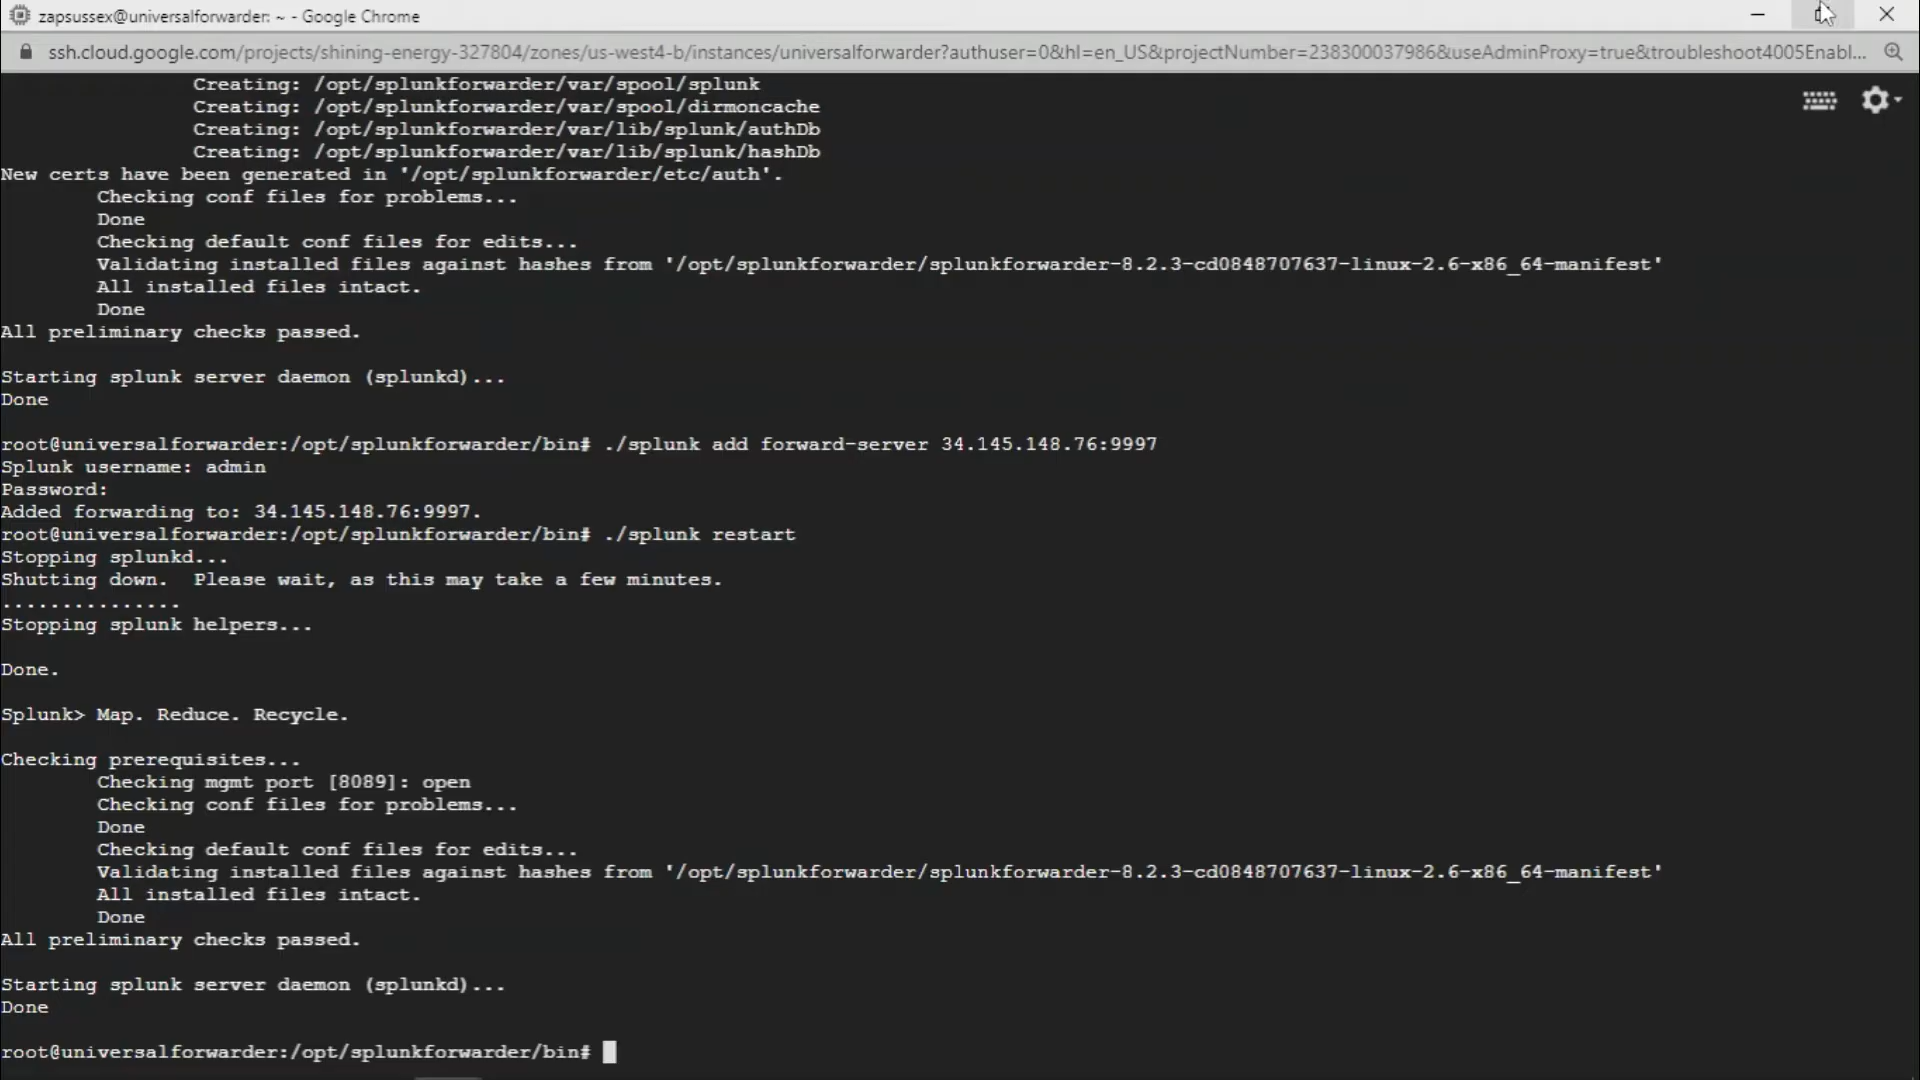 zapsussex@universalforwarder: ~ - Google Chrome
ssh.cloud.google.com/projects/shining-energy-327804/zones/us-west4-b/instances/universalforwarder?authuser=0&hl=en_US&projectNumber=238300037986&useAdminProxy=true&troubleshoot4005Enabl...
Creating: /opt/splunkforwarder/var/spool/splunk
Creating: /opt/splunkforwarder/var/spool/dirmoncache
Creating: /opt/splunkforwarder/var/lib/splunk/authDb
Creating: /opt/splunkforwarder/var/lib/splunk/hashDb
New certs have been generated in '/opt/splunkforwarder/etc/auth'.
Checking conf files for problems...
Done
Checking default conf files for edits...
Validating installed files against hashes from '/opt/splunkforwarder/splunkforwarder-8.2.3-cd0848707637-linux-2.6-x86_64-manifest'
All installed files intact.
Done
All preliminary checks passed.
Starting splunk server daemon (splunkd)...
Done
root@universalforwarder:/opt/splunkforwarder/bin# ./splunk add forward-server 34.145.148.76:9997
Splunk username: admin
Password:
Added forwarding to: 34.145.148.76:9997.
root@universalforwarder:/opt/splunkforwarder/bin# ./splunk restart
Stopping splunkd...
Shutting down.  Please wait, as this may take a few minutes.
...............
Stopping splunk helpers...
Done.
Splunk> Map. Reduce. Recycle.
Checking prerequisites...
Checking mgmt port [8089]: open
Checking conf files for problems...
Done
Checking default conf files for edits...
Validating installed files against hashes from '/opt/splunkforwarder/splunkforwarder-8.2.3-cd0848707637-linux-2.6-x86_64-manifest'
All installed files intact.
Done
All preliminary checks passed.
Starting splunk server daemon (splunkd)...
Done
root@universalforwarder:/opt/splunkforwarder/bin#